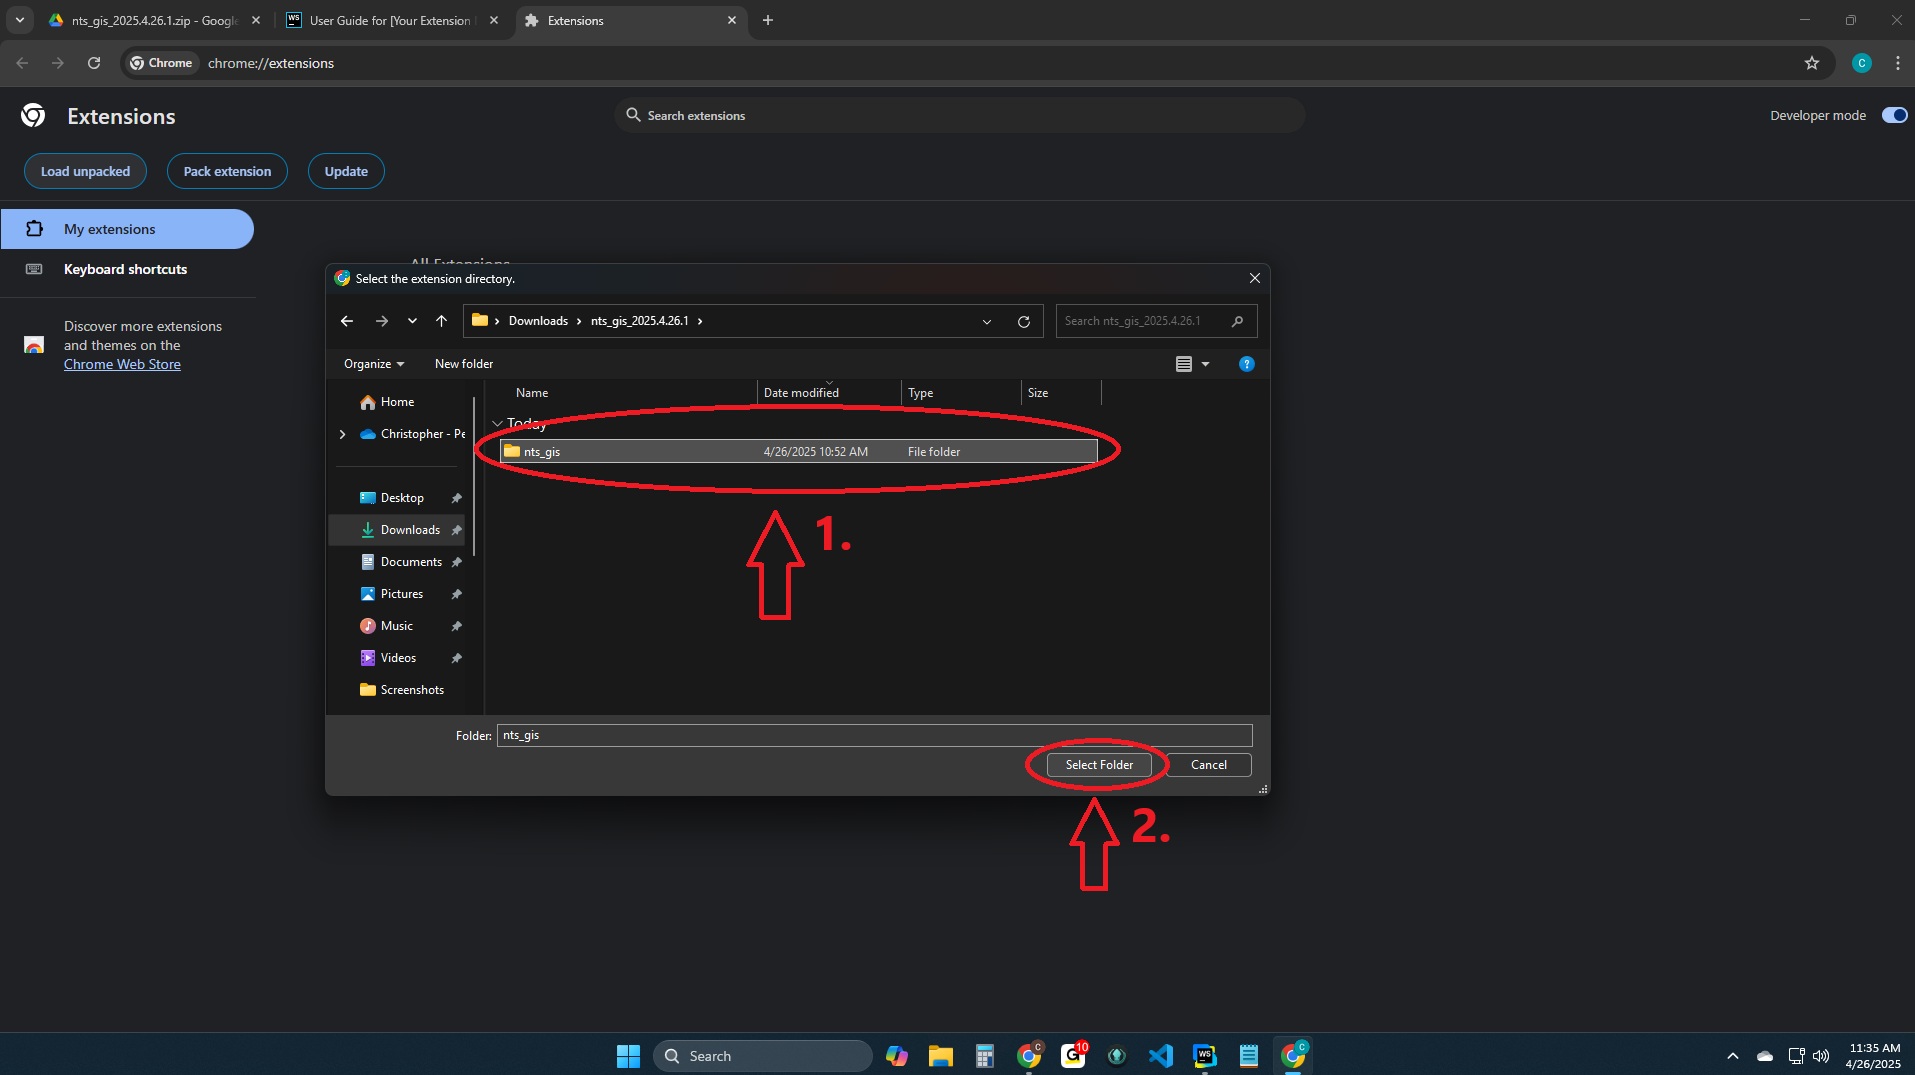 nts_gis_2025.4.26.1.zip - Google
User Guide for [Your Extension
Extensions
Chrome
chrome://extensions
C
Extensions
Search extensions
Developer mode
Load unpacked
Pack extension
Update
My extensions
Keyboard shortcuts
Discover more extensions
and themes on the
Chrome Web Store
All Extensions
Select the extension directory.
Downloads
nts_gis_2025.4.26.1
Search nts_gis_2025.4.26.1
Organize
New folder
Name
Date modified
Type
Size
Home
Christopher - Pe
Desktop
Downloads
Documents
Pictures
Music
Videos
Screenshots
Today
nts_gis
4/26/2025 10:52 AM
File folder
1.
Folder:
nts_gis
Select Folder
Cancel
2.
Search
C
G
10
WS
C
11:35 AM
4/26/2025